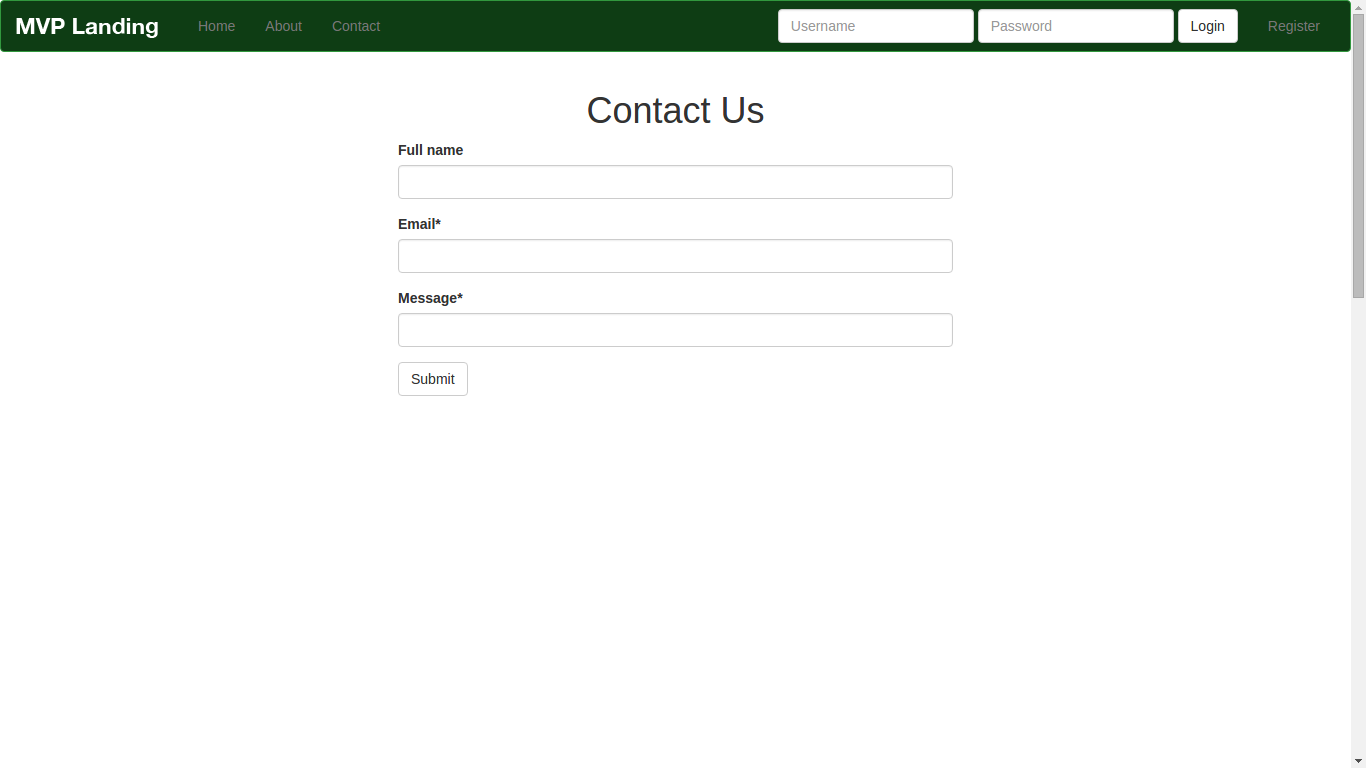 MVP Landing Home About Contact Username Password Login Register
Contact Us
Full name
Email*
Message*
Submit